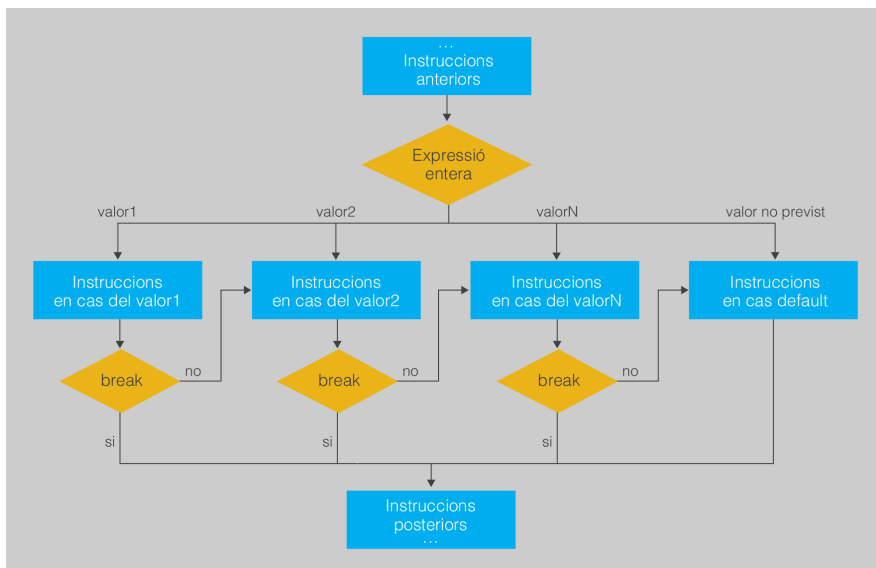 ...
Instruccions
anteriors
Expressió
entera
valor1
valor2
valorN
valor no previst
Instruccions
en cas del valor1
Instruccions
en cas del valor2
Instruccions
en cas del valorN
Instruccions
en cas default
break
no
break
no
break
no
si
si
si
Instruccions
posteriors
...